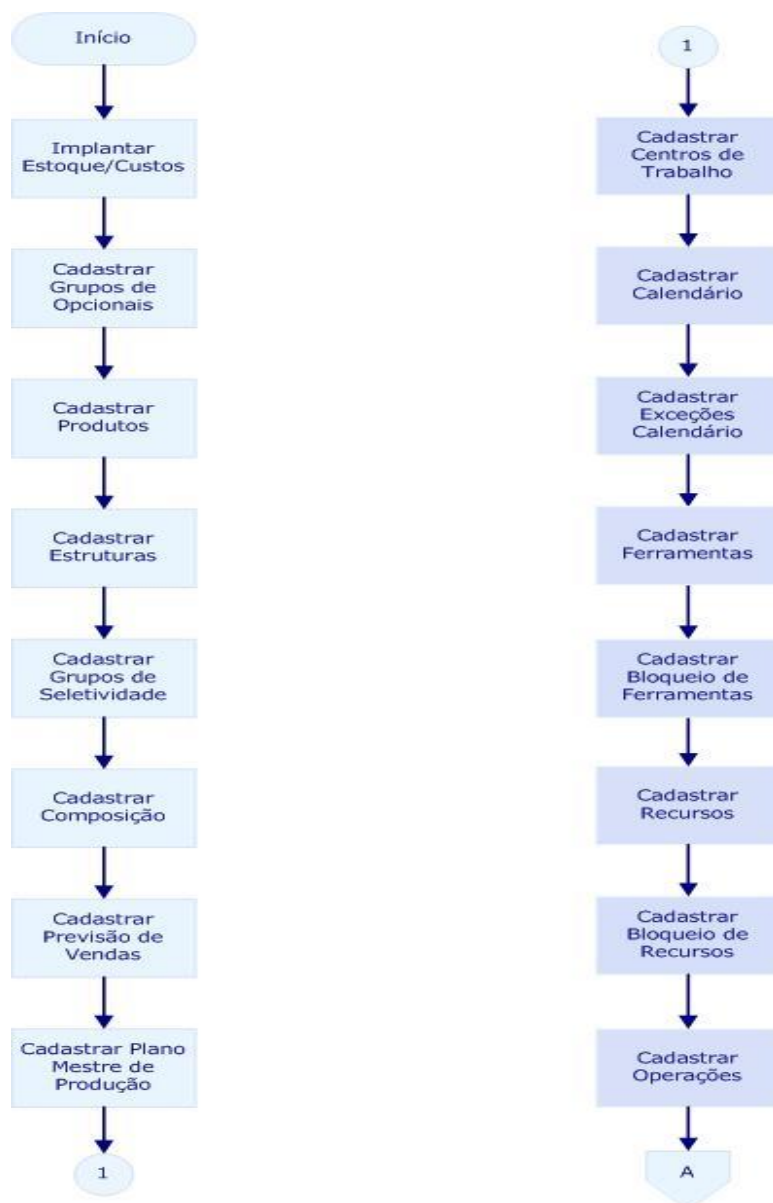 Início
Implantar
Estoque/Custos
Cadastrar
Grupos de
Opcionais
Cadastrar
Produtos
Cadastrar
Estruturas
Cadastrar
Grupos de
Seletividade
Cadastrar
Composição
Cadastrar
Previsão de
Vendas
Cadastrar Plano
Mestre de
Produção
1
1
Cadastrar
Centros de
Trabalho
Cadastrar
Calendário
Cadastrar
Exceções
Calendário
Cadastrar
Ferramentas
Cadastrar
Bloqueio de
Ferramentas
Cadastrar
Recursos
Cadastrar
Bloqueio de
Recursos
Cadastrar
Operações
A